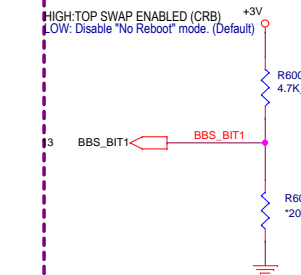 HIGH:TOP SWAP ENABLED (CRB)
LOW: Disable "No Reboot" mode. (Default)
+3V
R600
4.7K
13 BBS_BIT1 BBS_BIT1
R60
*20